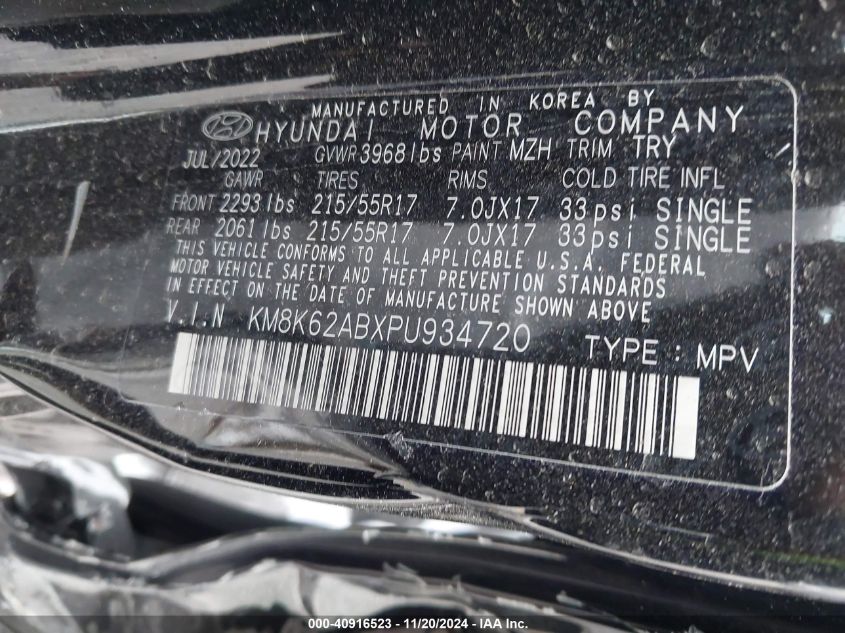 MANUFACTURED IN KOREA BY
HYUNDAI MOTOR COMPANY
JUL/2022 GVWR 3968 lbs PAINT MZH TRIM TRY
GAWR TIRES RIMS COLD TIRE INFL
FRONT 2293 lbs 215/55R17 7.0JX17 33psi SINGLE
REAR 2061 lbs 215/55R17 7.0JX17 33psi SINGLE
THIS VEHICLE CONFORMS TO ALL APPLICABLE U.S.A. FEDERAL
MOTOR VEHICLE SAFETY AND THEFT PREVENTION STANDARDS
IN EFFECT ON THE DATE OF MANUFACTURE SHOWN ABOVE
V.I.N KM8K62ABXPU934720 TYPE : MPV
000-40916523 - 11/20/2024 - IAA Inc.